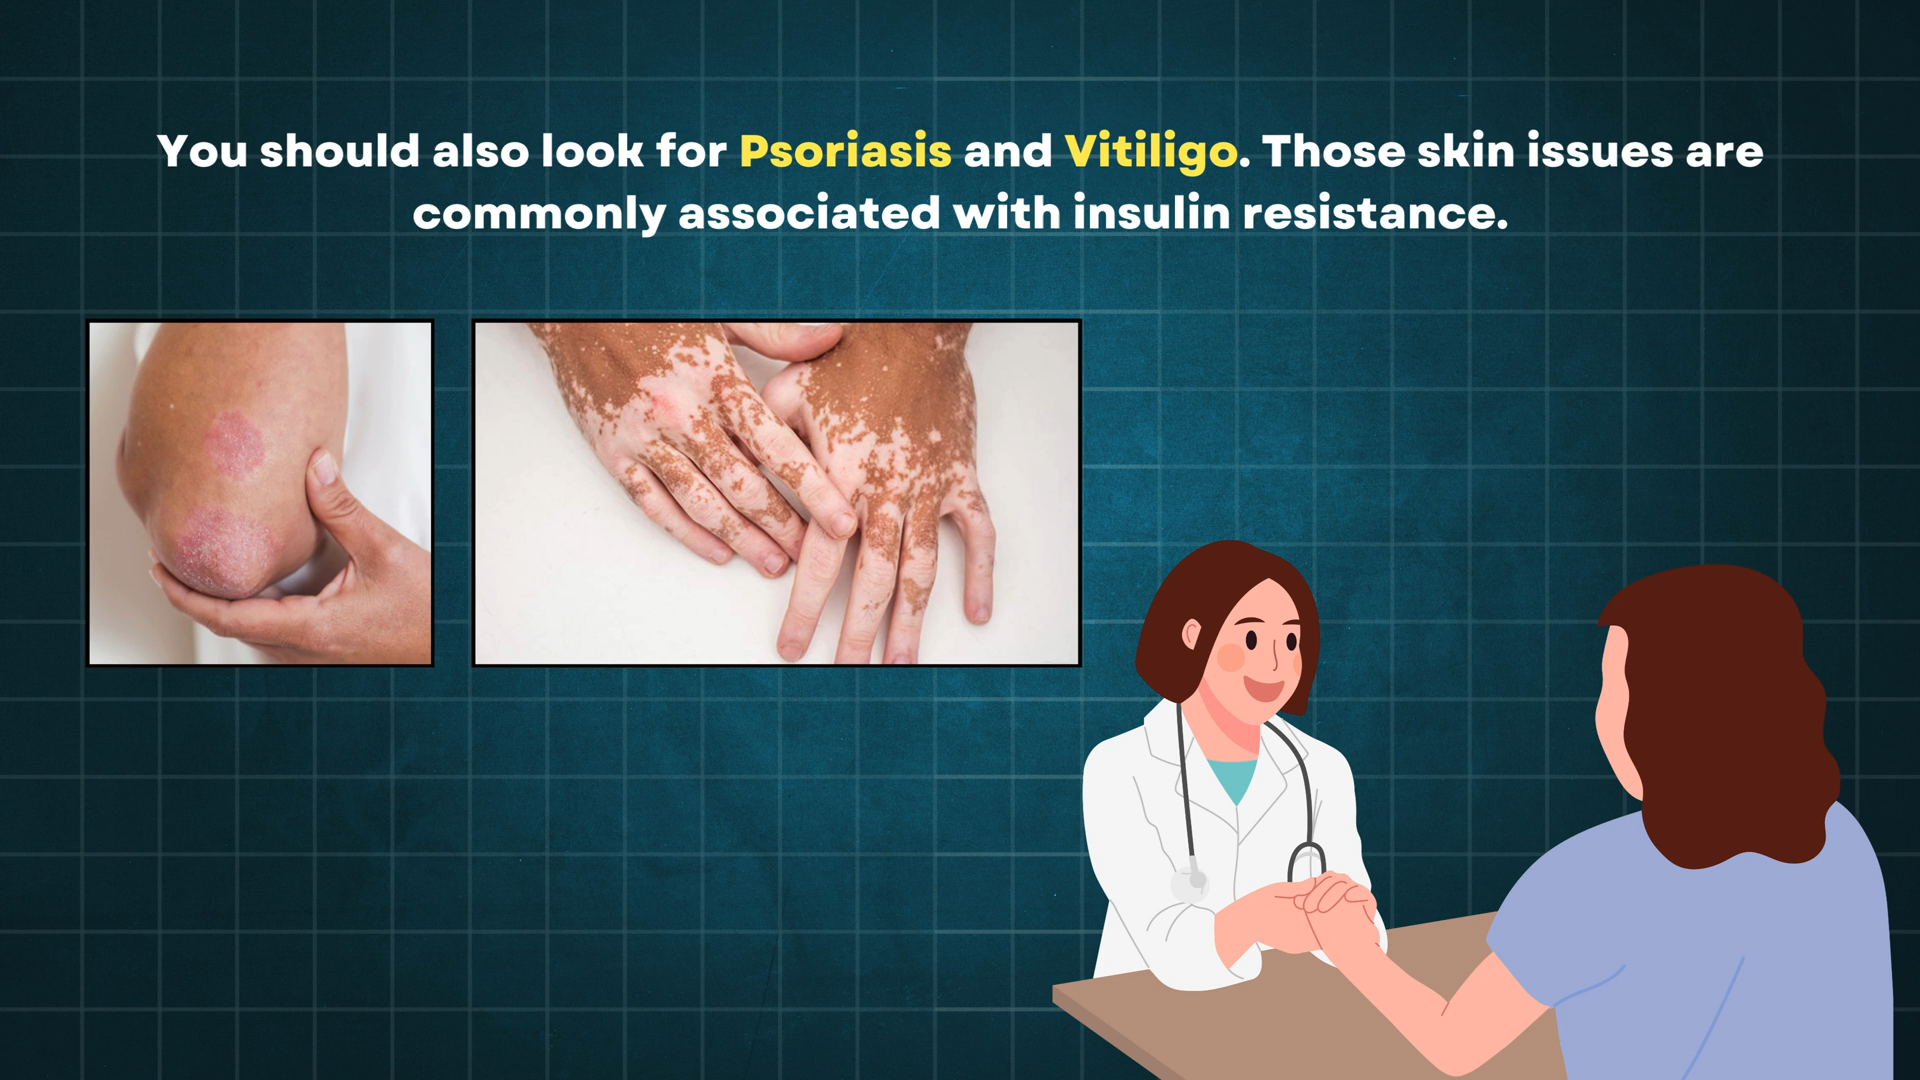 You should also look for Psoriasis and Vitiligo. Those skin issues are
commonly associated with insulin resistance.